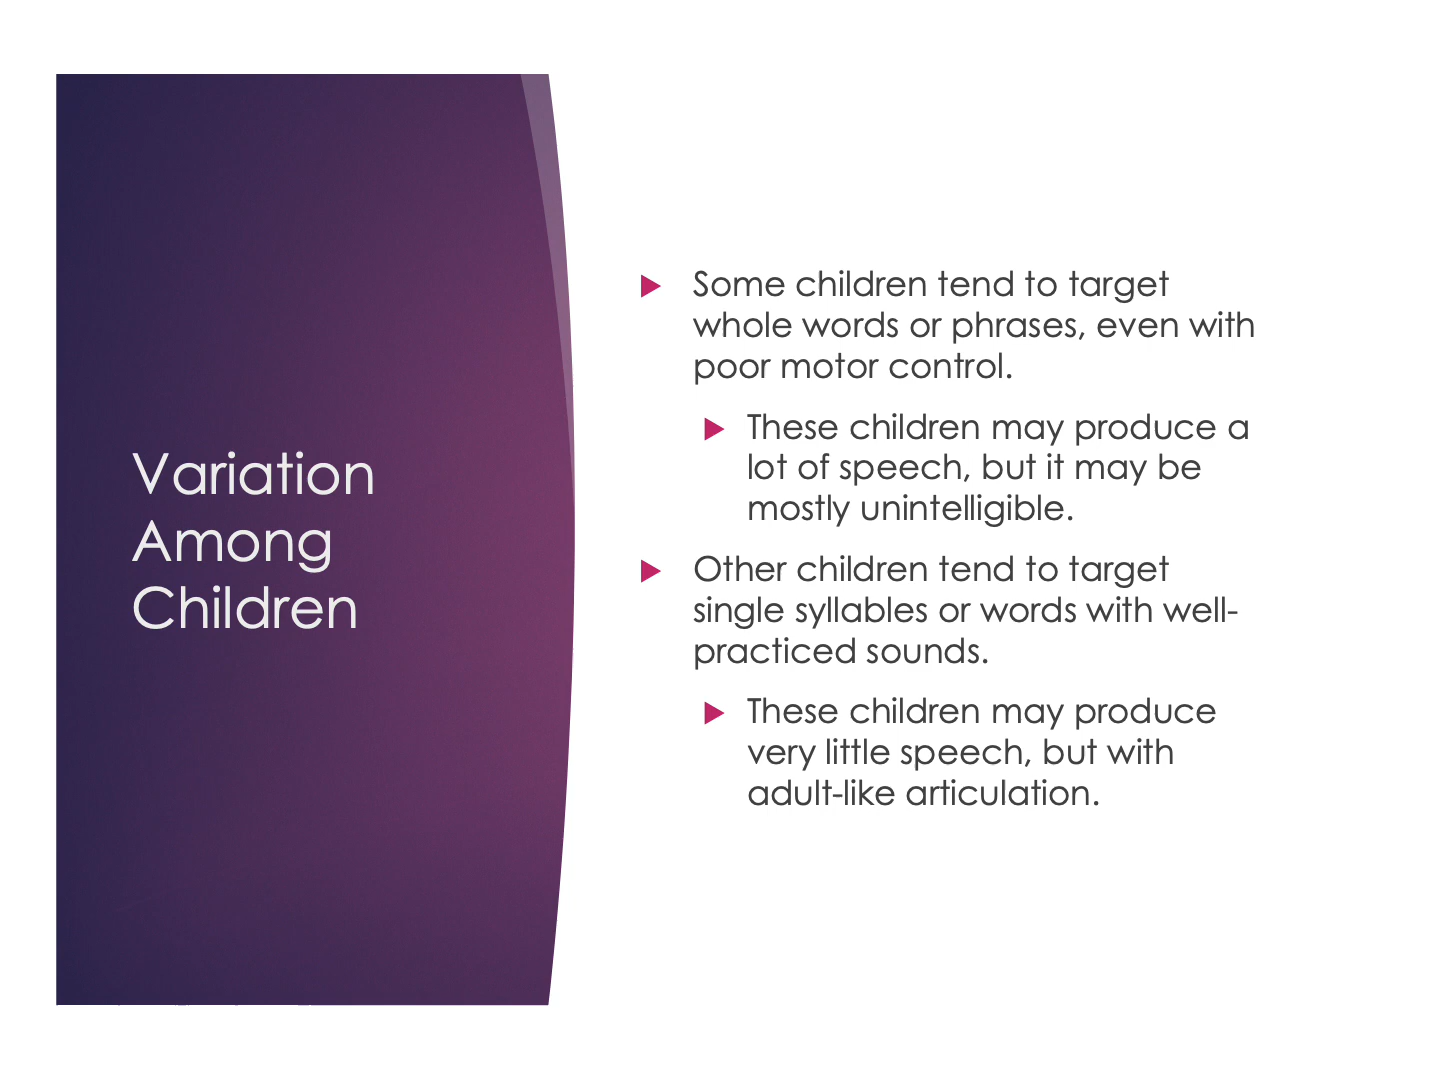 Variation
Among
Children
Some children tend to target
whole words or phrases, even with
poor motor control.
These children may produce a
lot of speech, but it may be
mostly unintelligible.
Other children tend to target
single syllables or words with well-
practiced sounds.
These children may produce
very little speech, but with
adult-like articulation.